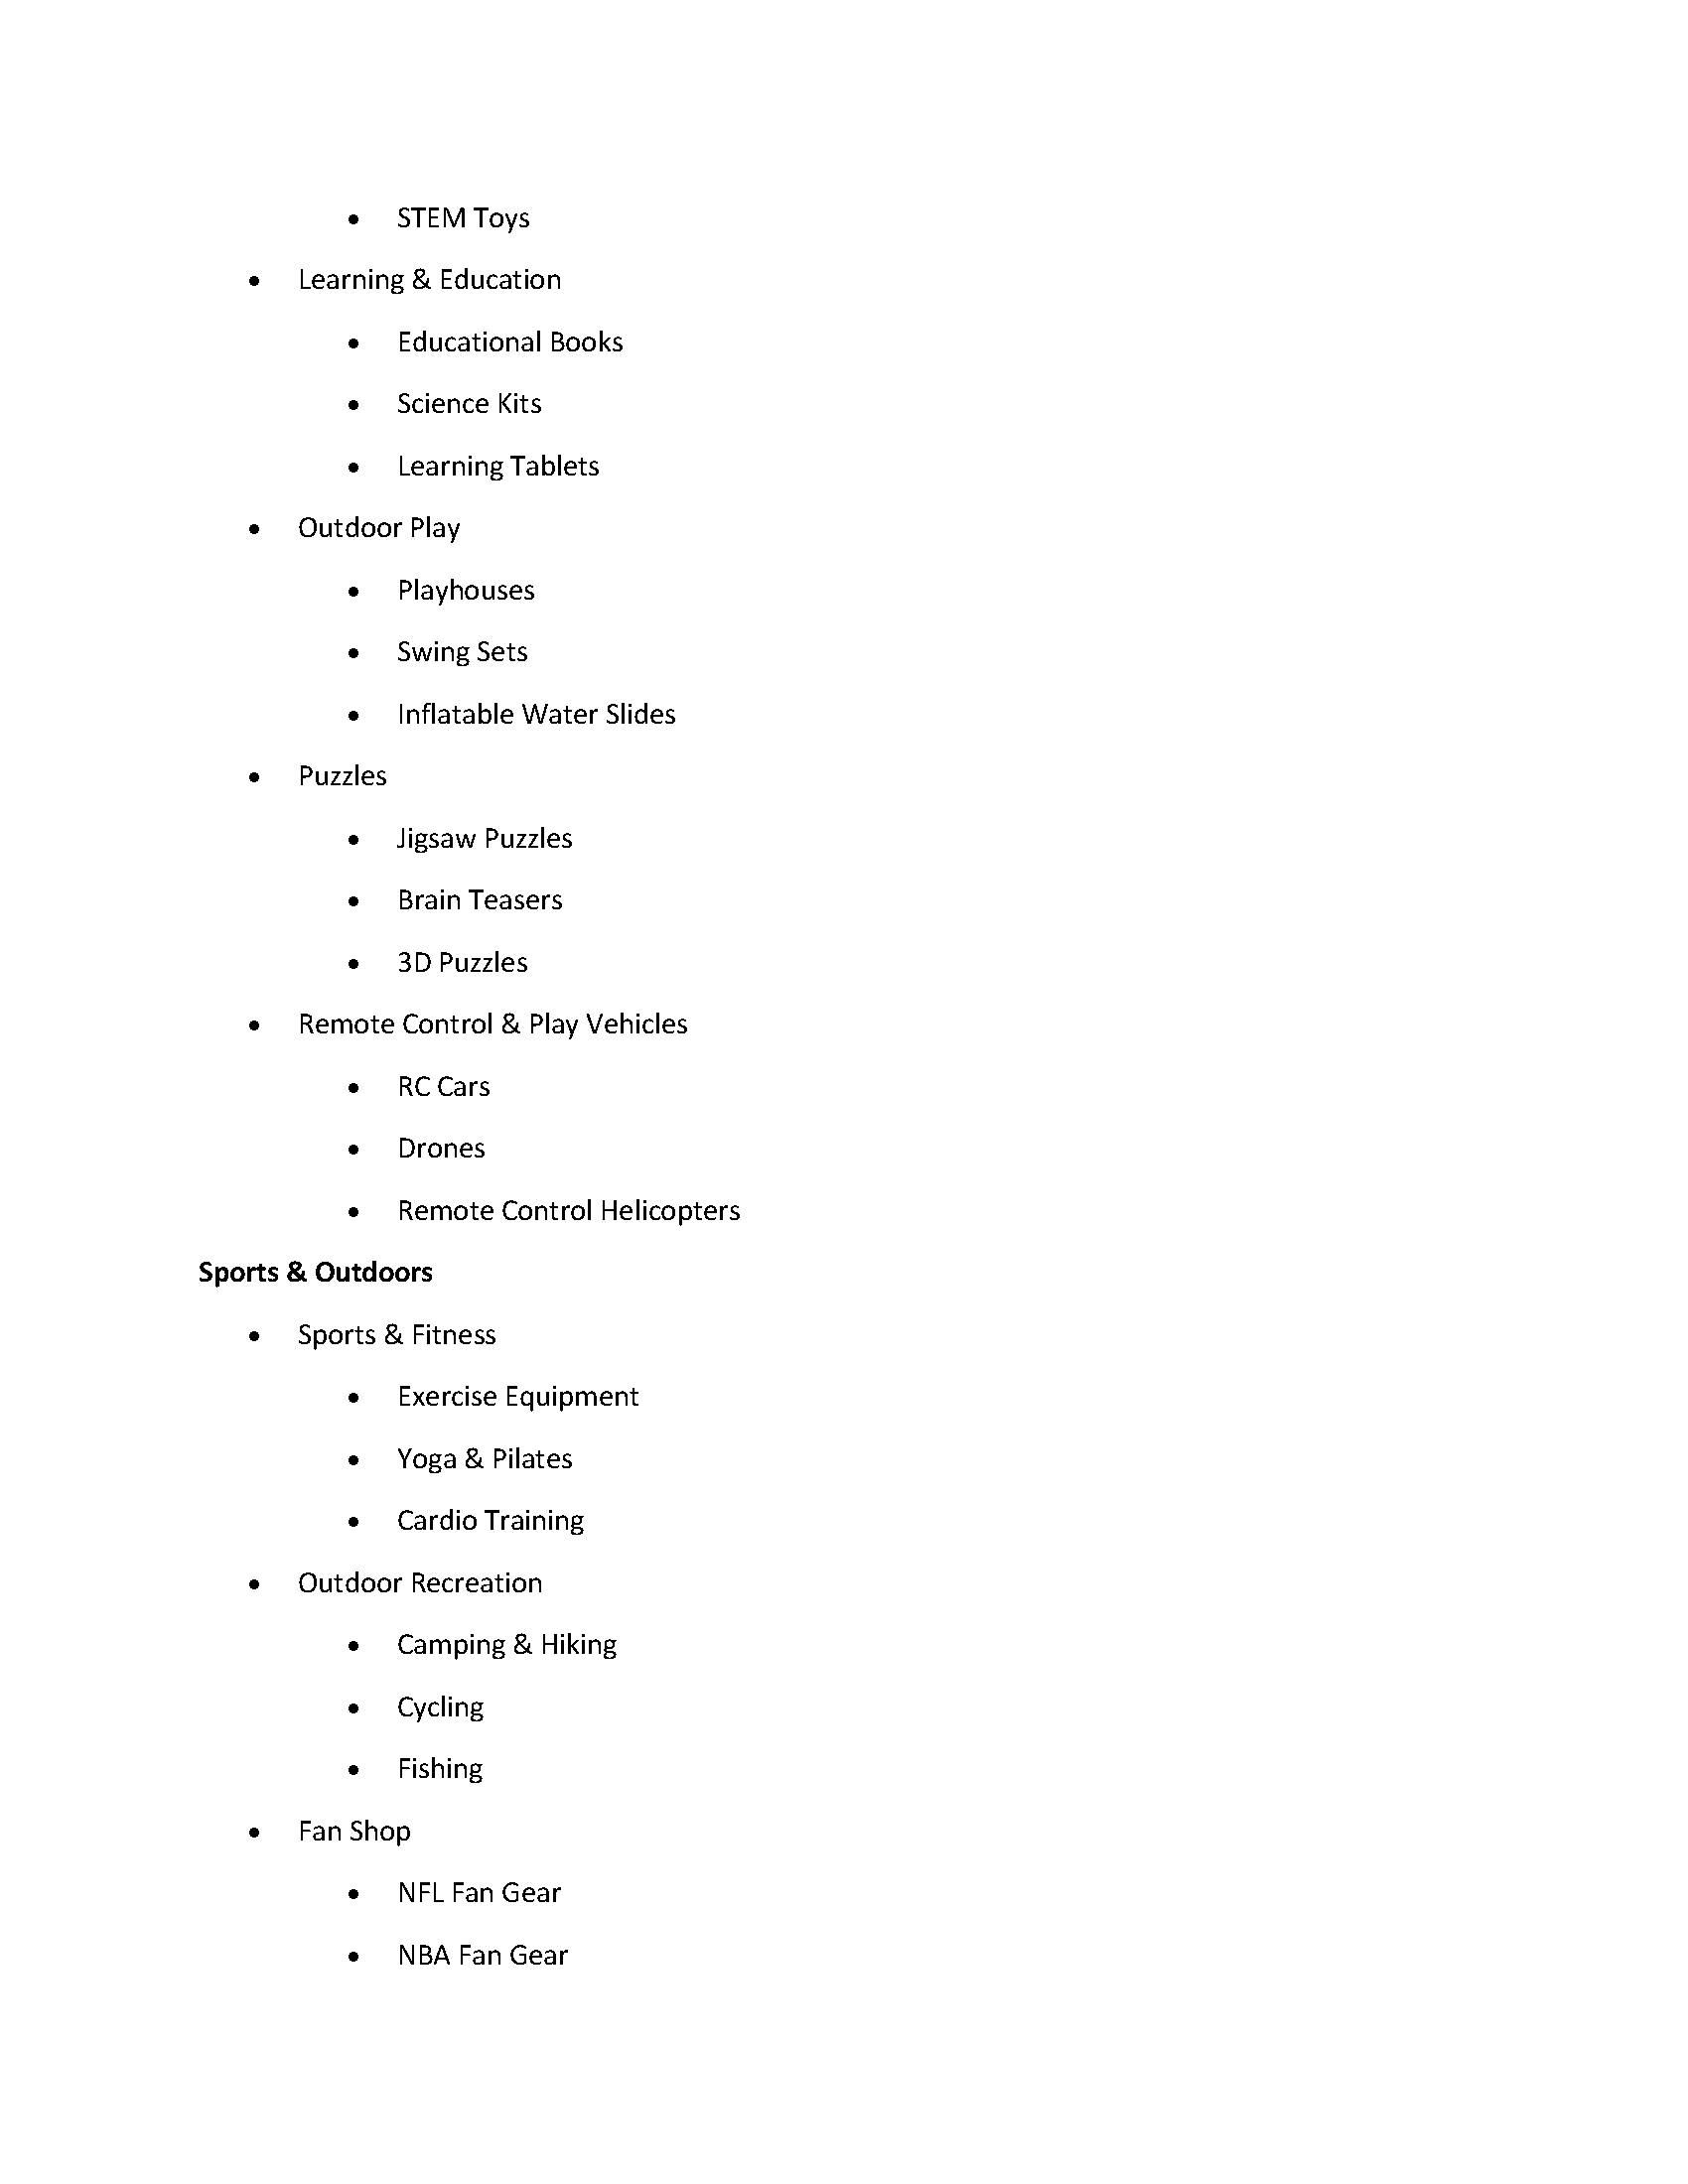 • STEM Toys
• Learning & Education
• Educational Books
• Science Kits
• Learning Tablets
• Outdoor Play
• Playhouses
• Swing Sets
• Inflatable Water Slides
• Puzzles
• Jigsaw Puzzles
• Brain Teasers
• 3D Puzzles
• Remote Control & Play Vehicles
• RC Cars
• Drones
• Remote Control Helicopters
Sports & Outdoors
• Sports & Fitness
• Exercise Equipment
• Yoga & Pilates
• Cardio Training
• Outdoor Recreation
• Camping & Hiking
• Cycling
• Fishing
• Fan Shop
• NFL Fan Gear
• NBA Fan Gear